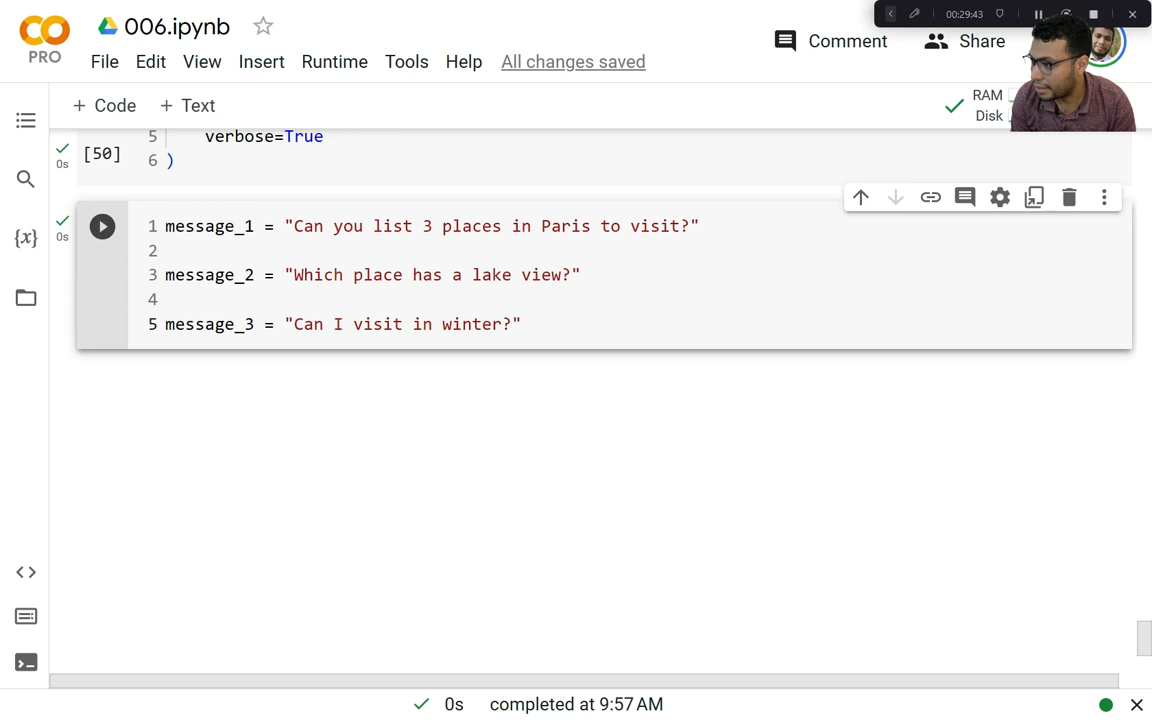 00:29:43
006.ipynb
PRO
File Edit View Insert Runtime Tools Help All changes saved
Comment
Share
+ Code + Text
RAM
Disk
5 verbose=True
[50]
0s
6 )
0s
1 message_1 = "Can you list 3 places in Paris to visit?"
2
3 message_2 = "Which place has a lake view?"
4
5 message_3 = "Can I visit in winter?"
{x}
0s completed at 9:57 AM